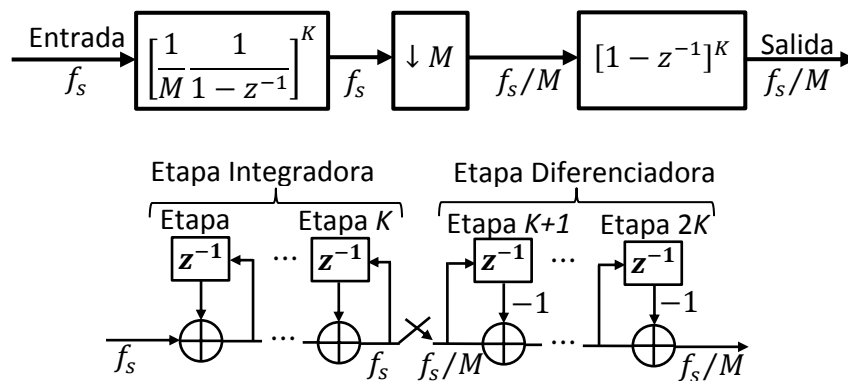 Entrada
f_s
[1/M 1/(1 − z⁻¹)]^K
f_s
↓ M
f_s/M
[1 − z⁻¹]^K
Salida
f_s/M
Etapa Integradora
Etapa Diferenciadora
Etapa
Etapa K
Etapa K+1
Etapa 2K
z⁻¹ ⋯ z⁻¹
z⁻¹ ⋯ z⁻¹
−1
−1
f_s
⋯
f_s
f_s/M
⋯
f_s/M